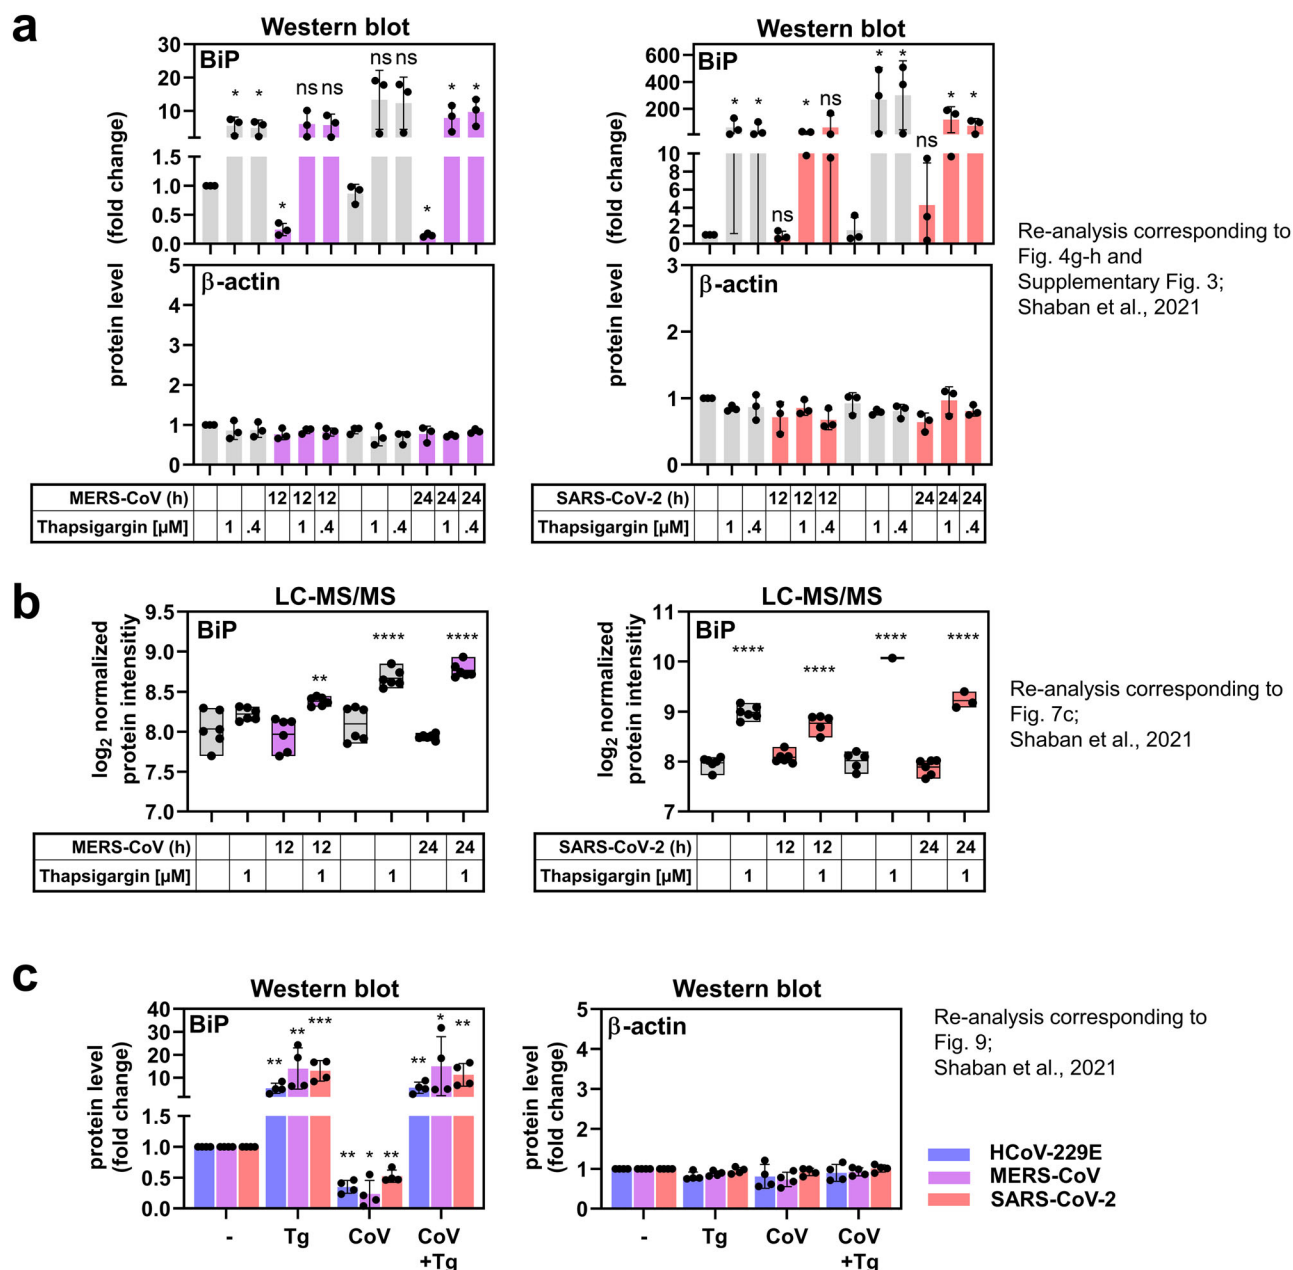 a
Western blot
BiP
(fold change)
30
20
10
1.5
1.0
0.5
0.0
* * * ns ns ns ns * * *
β-actin
protein level
5
4
3
2
1
0
MERS-CoV (h) 12 12 12 24 24 24
Thapsigargin [µM] 1 .4 1 .4 1 .4 1 .4
Western blot
BiP
(fold change)
600
400
200
10
8
6
4
2
0
* * ns * ns * * ns * *
β-actin
protein level
3
2
1
0
SARS-CoV-2 (h) 12 12 12 24 24 24
Thapsigargin [µM] 1 .4 1 .4 1 .4 1 .4
Re-analysis corresponding to
Fig. 4g-h and
Supplementary Fig. 3;
Shaban et al., 2021
b
LC-MS/MS
BiP
log2 normalized
protein intensitiy
9.5
9.0
8.5
8.0
7.5
7.0
** **** ****
MERS-CoV (h) 12 12 24 24
Thapsigargin [µM] 1 1 1 1
LC-MS/MS
BiP
log2 normalized
protein intensity
11
10
9
8
7
**** **** **** ****
SARS-CoV-2 (h) 12 12 24 24
Thapsigargin [µM] 1 1 1 1
Re-analysis corresponding to
Fig. 7c;
Shaban et al., 2021
c
Western blot
BiP
protein level
(fold change)
40
30
20
10
1.5
1.0
0.5
0.0
** ** *** ** * ** ** * **
- Tg CoV CoV
+Tg
Western blot
β-actin
protein level
(fold change)
5
4
3
2
1
0
- Tg CoV CoV
+Tg
Re-analysis corresponding to
Fig. 9;
Shaban et al., 2021
HCoV-229E
MERS-CoV
SARS-CoV-2